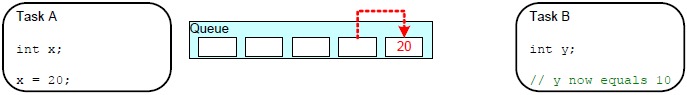 Task A
int x;
x = 20;
Queue
20
Task B
int y;
// y now equals 10